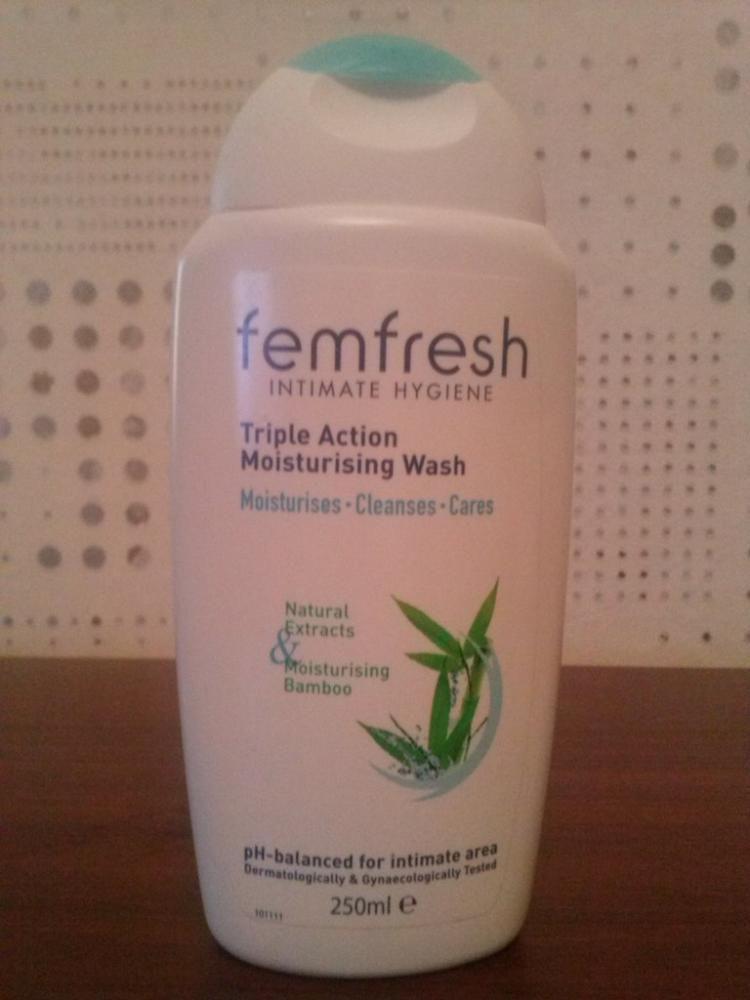 femfresh
INTIMATE HYGIENE
Triple Action
Moisturising Wash
Moisturises • Cleanses • Cares
Natural
Extracts
&
Moisturising
Bamboo
pH-balanced for intimate area
Dermatologically & Gynaecologically Tested
250ml ℮
101111